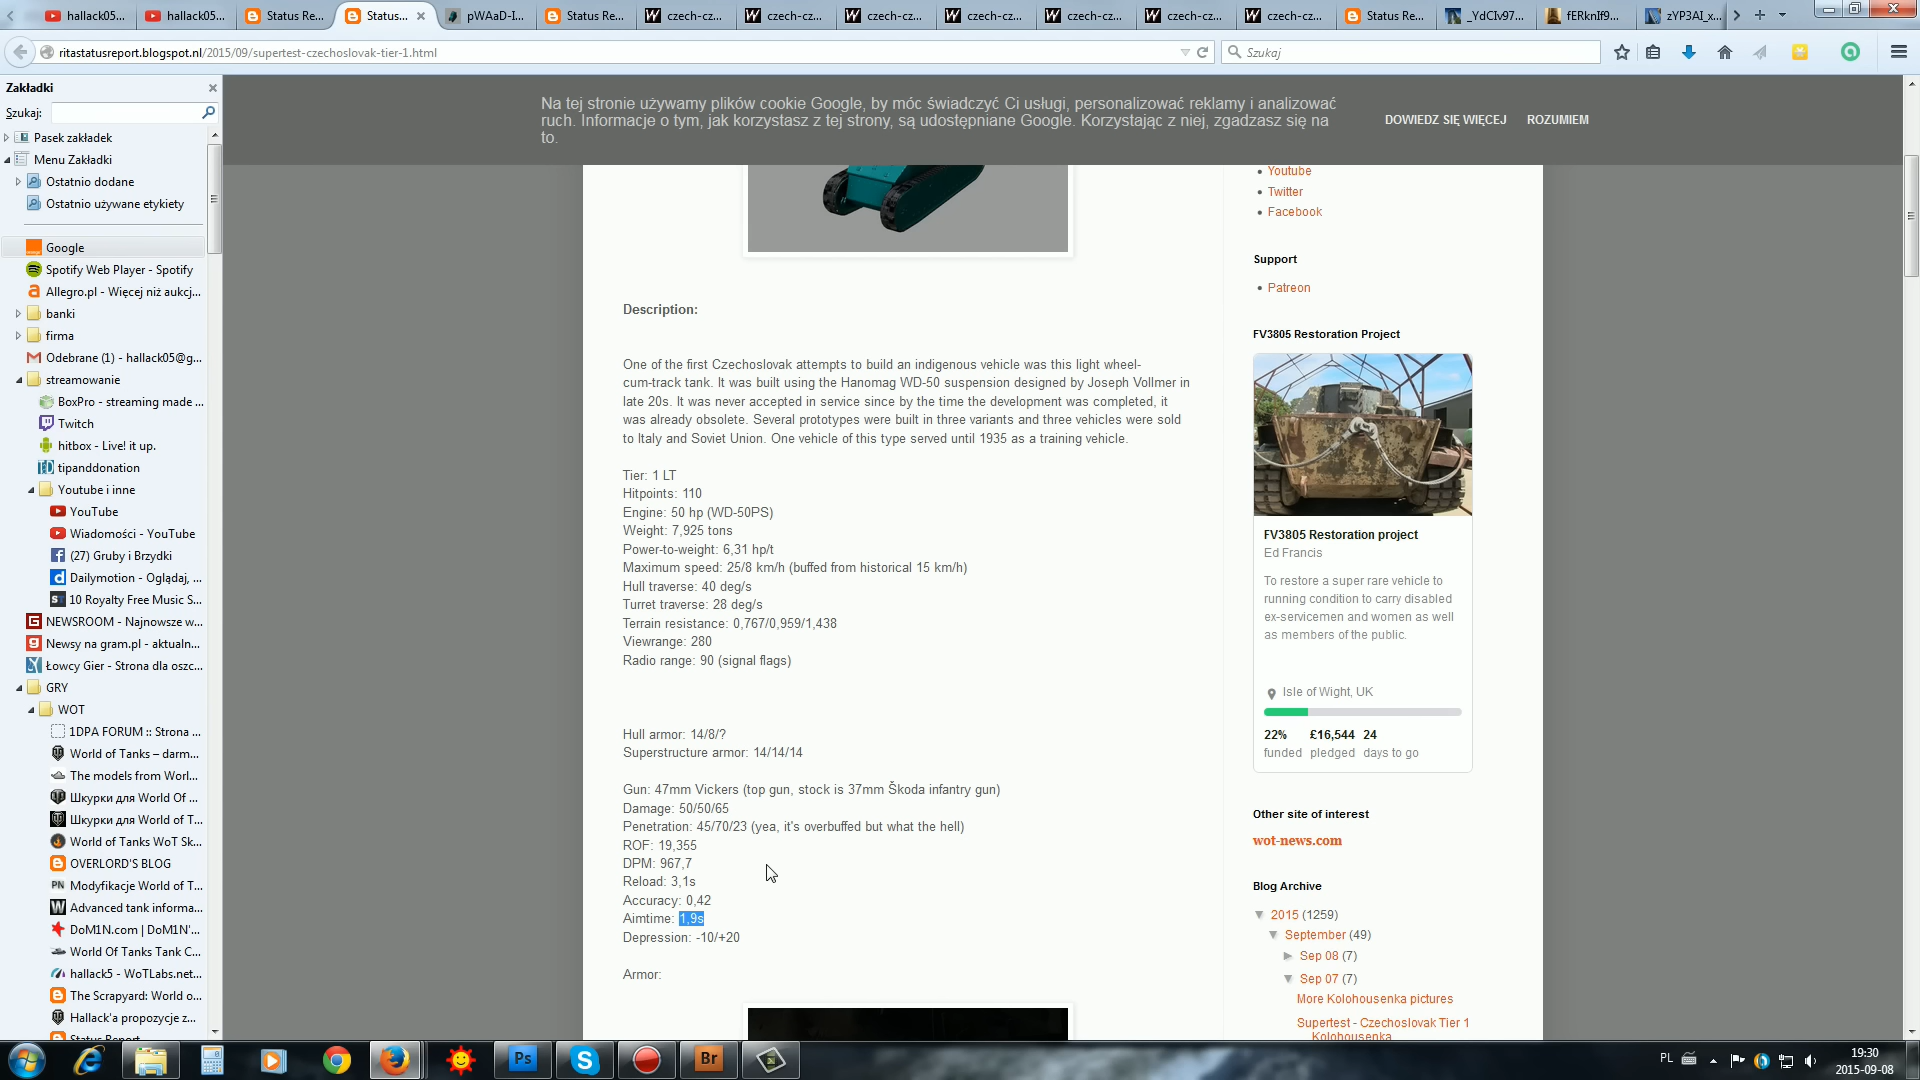 hallack05...
hallack05...
Status Re...
Status...
pWAaD-I...
Status Re...
czech-cz...
czech-cz...
czech-cz...
czech-cz...
czech-cz...
czech-cz...
czech-cz...
Status Re...
_YdCIv97...
fERknIf9...
zYP3AI_x...
ritastatusreport.blogspot.nl/2015/09/supertest-czechoslovak-tier-1.html
Szukaj
Zakładki
Szukaj:
Pasek zakładek
Menu Zakładki
Ostatnio dodane
Ostatnio używane etykiety
Google
Spotify Web Player - Spotify
Allegro.pl - Więcej niż aukcj...
banki
firma
Odebrane (1) - hallack05@g...
streamowanie
BoxPro - streaming made ...
Twitch
hitbox - Live! it up.
tipanddonation
Youtube i inne
YouTube
Wiadomości - YouTube
(27) Gruby i Brzydki
Dailymotion - Oglądaj, ...
10 Royalty Free Music S...
NEWSROOM - Najnowsze w...
Newsy na gram.pl - aktualn...
Łowcy Gier - Strona dla oszc...
GRY
WOT
1DPA FORUM :: Strona ...
World of Tanks – darm...
The models from Worl...
Шкурки для World Of ...
Шкурки для World of T...
World of Tanks WoT Sk...
OVERLORD'S BLOG
Modyfikacje World of T...
Advanced tank informa...
DoM1N.com | DoM1N'...
World Of Tanks Tank C...
hallack5 - WoTLabs.net...
The Scrapyard: World o...
Hallack'a propozycje z...
Status Report
Na tej stronie używamy plików cookie Google, by móc świadczyć Ci usługi, personalizować reklamy i analizować
ruch. Informacje o tym, jak korzystasz z tej strony, są udostępniane Google. Korzystając z niej, zgadzasz się na
to.
DOWIEDZ SIĘ WIĘCEJ
ROZUMIEM
Description:
One of the first Czechoslovak attempts to build an indigenous vehicle was this light wheel-
cum-track tank. It was built using the Hanomag WD-50 suspension designed by Joseph Vollmer in
late 20s. It was never accepted in service since by the time the development was completed, it
was already obsolete. Several prototypes were built in three variants and three vehicles were sold
to Italy and Soviet Union. One vehicle of this type served until 1935 as a training vehicle.
Tier: 1 LT
Hitpoints: 110
Engine: 50 hp (WD-50PS)
Weight: 7,925 tons
Power-to-weight: 6,31 hp/t
Maximum speed: 25/8 km/h (buffed from historical 15 km/h)
Hull traverse: 40 deg/s
Turret traverse: 28 deg/s
Terrain resistance: 0,767/0,959/1,438
Viewrange: 280
Radio range: 90 (signal flags)
Hull armor: 14/8/?
Superstructure armor: 14/14/14
Gun: 47mm Vickers (top gun, stock is 37mm Škoda infantry gun)
Damage: 50/50/65
Penetration: 45/70/23 (yea, it's overbuffed but what the hell)
ROF: 19,355
DPM: 967,7
Reload: 3,1s
Accuracy: 0,42
Aimtime: 1,9s
Depression: -10/+20
Armor:
Youtube
Twitter
Facebook
Support
Patreon
FV3805 Restoration Project
FV3805 Restoration project
Ed Francis
To restore a super rare vehicle to
running condition to carry disabled
ex-servicemen and women as well
as members of the public.
Isle of Wight, UK
22% £16,544 24
funded pledged days to go
Other site of interest
wot-news.com
Blog Archive
2015 (1259)
September (49)
Sep 08 (7)
Sep 07 (7)
More Kolohousenka pictures
Supertest - Czechoslovak Tier 1
Kolohousenka
Ps
Br
PL
19:30
2015-09-08